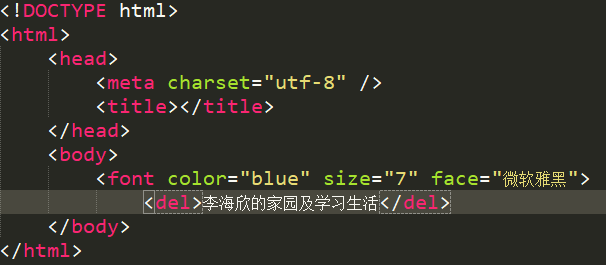 <!DOCTYPE html>
<html>
<head>
<meta charset="utf-8" />
<title></title>
</head>
<body>
<font color="blue" size="7" face="微软雅黑">
<del>李海欣的家园及学习生活</del>
</body>
</html>